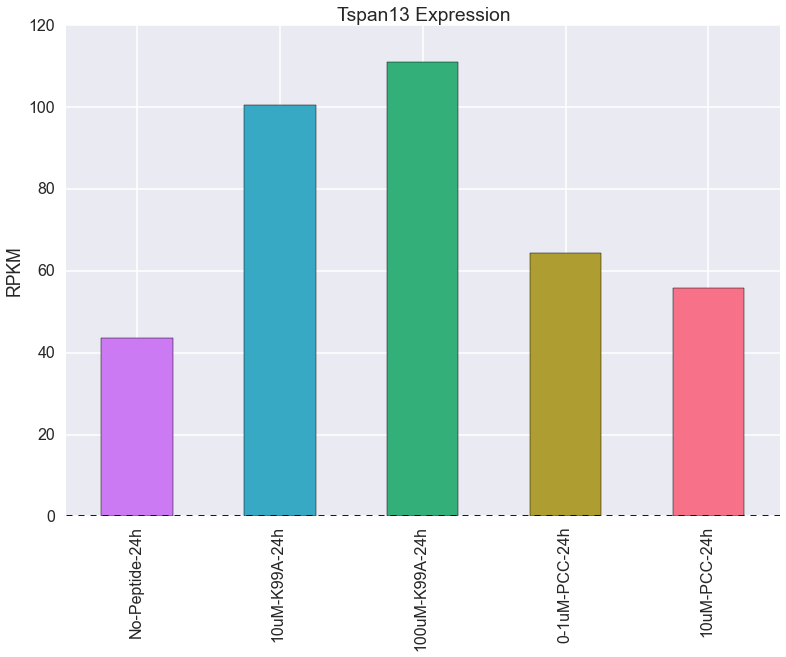 Tspan13 Expression
RPKM
120
100
80
60
40
20
0
No-Peptide-24h
10uM-K99A-24h
100uM-K99A-24h
0-1uM-PCC-24h
10uM-PCC-24h